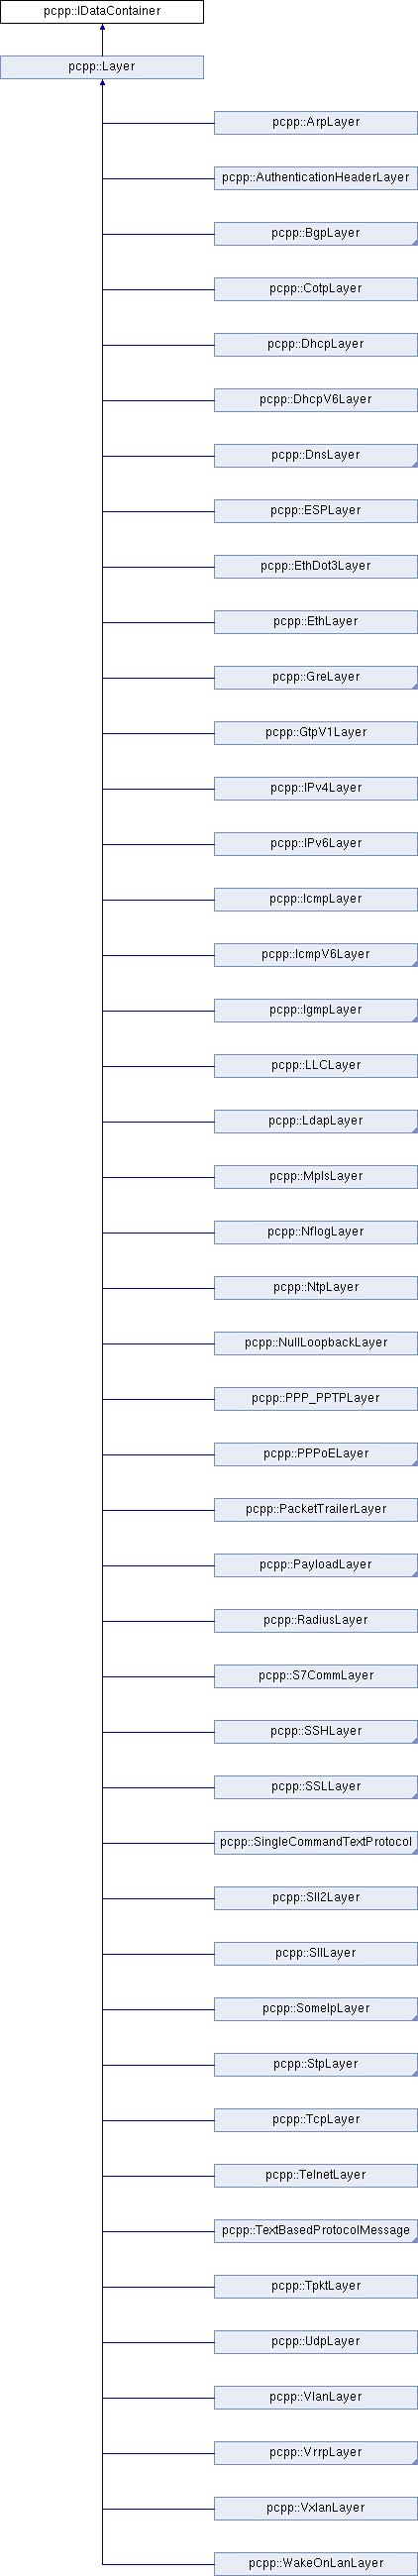 pcpp::IDataContainer
pcpp::Layer
pcpp::ArpLayer
pcpp::AuthenticationHeaderLayer
pcpp::BgpLayer
pcpp::CotpLayer
pcpp::DhcpLayer
pcpp::DhcpV6Layer
pcpp::DnsLayer
pcpp::ESPLayer
pcpp::EthDot3Layer
pcpp::EthLayer
pcpp::GreLayer
pcpp::GtpV1Layer
pcpp::IPv4Layer
pcpp::IPv6Layer
pcpp::IcmpLayer
pcpp::IcmpV6Layer
pcpp::IgmpLayer
pcpp::LLCLayer
pcpp::LdapLayer
pcpp::MplsLayer
pcpp::NflogLayer
pcpp::NtpLayer
pcpp::NullLoopbackLayer
pcpp::PPP_PPTPLayer
pcpp::PPPoELayer
pcpp::PacketTrailerLayer
pcpp::PayloadLayer
pcpp::RadiusLayer
pcpp::S7CommLayer
pcpp::SSHLayer
pcpp::SSLLayer
pcpp::SingleCommandTextProtocol
pcpp::Sll2Layer
pcpp::SllLayer
pcpp::SomeIpLayer
pcpp::StpLayer
pcpp::TcpLayer
pcpp::TelnetLayer
pcpp::TextBasedProtocolMessage
pcpp::TpktLayer
pcpp::UdpLayer
pcpp::VlanLayer
pcpp::VrrpLayer
pcpp::VxlanLayer
pcpp::WakeOnLanLayer